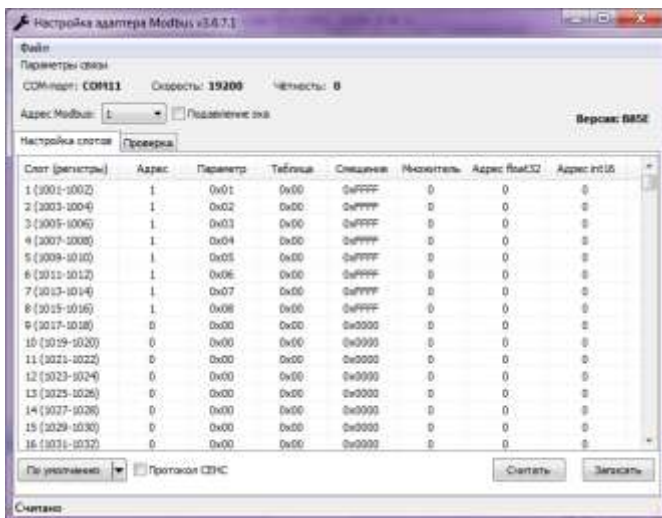 Настройка адаптера Modbus v3.6.7.1
Файл
Параметры связи
COM-порт: COM11 Скорость: 19200 Чётность: 0
Адрес Modbus: 1 Подавление эха
Версия: BASE
Настройка слотов Проверка
Слот (регистры) Адрес Параметр Таблица Смещение Множитель Адрес float32 Адрес int16
1 (1001-1002) 1 0x01 0x00 0xFFFF 0 0 0
2 (1003-1004) 1 0x02 0x00 0xFFFF 0 0 0
3 (1005-1006) 1 0x03 0x00 0xFFFF 0 0 0
4 (1007-1008) 1 0x04 0x00 0xFFFF 0 0 0
5 (1009-1010) 1 0x05 0x00 0xFFFF 0 0 0
6 (1011-1012) 1 0x06 0x00 0xFFFF 0 0 0
7 (1013-1014) 1 0x07 0x00 0xFFFF 0 0 0
8 (1015-1016) 1 0x08 0x00 0xFFFF 0 0 0
9 (1017-1018) 0 0x00 0x00 0x0000 0 0 0
10 (1019-1020) 0 0x00 0x00 0x0000 0 0 0
11 (1021-1022) 0 0x00 0x00 0x0000 0 0 0
12 (1023-1024) 0 0x00 0x00 0x0000 0 0 0
13 (1025-1026) 0 0x00 0x00 0x0000 0 0 0
14 (1027-1028) 0 0x00 0x00 0x0000 0 0 0
15 (1029-1030) 0 0x00 0x00 0x0000 0 0 0
16 (1031-1032) 0 0x00 0x00 0x0000 0 0 0
По умолчанию Протокол СЕНС Считать Записать
Считано